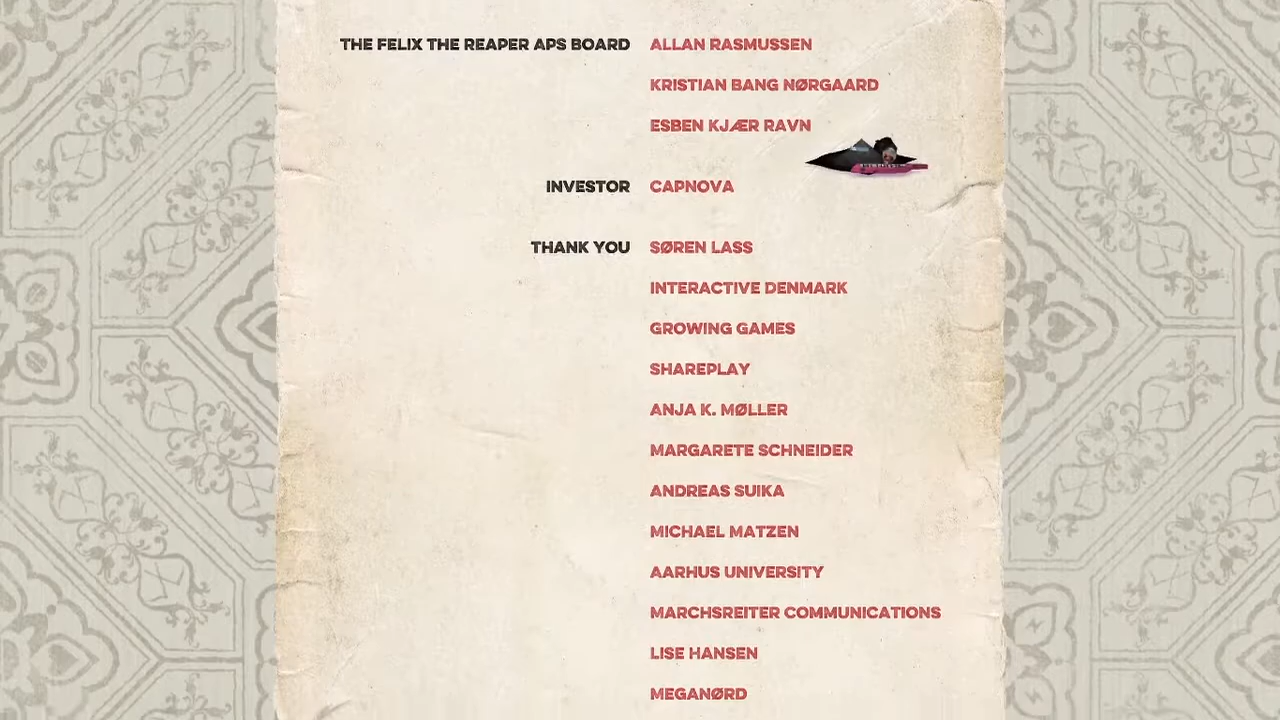 THE FELIX THE REAPER APS BOARD ALLAN RASMUSSEN
KRISTIAN BANG NØRGAARD
ESBEN KJÆR RAVN
INVESTOR CAPNOVA
THANK YOU SØREN LASS
INTERACTIVE DENMARK
GROWING GAMES
SHAREPLAY
ANJA K. MØLLER
MARGARETE SCHNEIDER
ANDREAS SUIKA
MICHAEL MATZEN
AARHUS UNIVERSITY
MARCHSREITER COMMUNICATIONS
LISE HANSEN
MEGANØRD